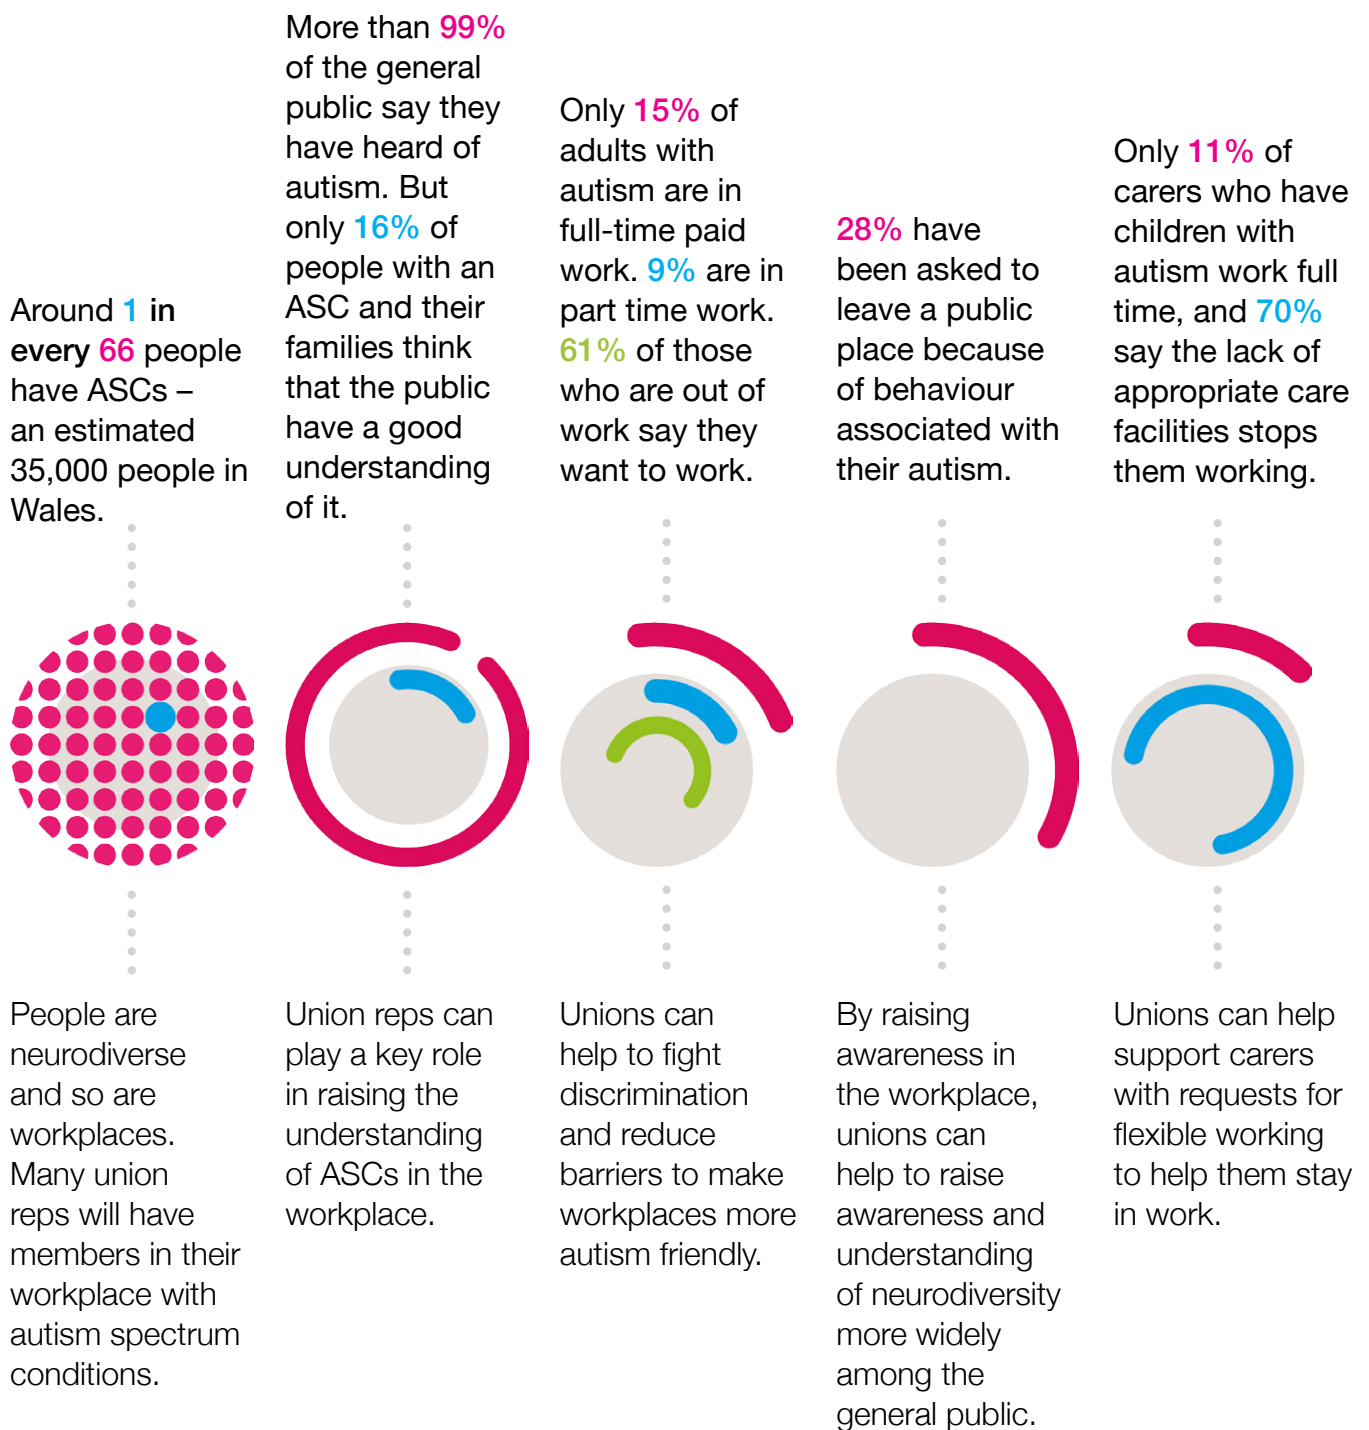 Around 1 in
every 66 people
have ASCs –
an estimated
35,000 people in
Wales.
More than 99%
of the general
public say they
have heard of
autism. But
only 16% of
people with an
ASC and their
families think
that the public
have a good
understanding
of it.
Only 15% of
adults with
autism are in
full-time paid
work. 9% are in
part time work.
61% of those
who are out of
work say they
want to work.
28% have
been asked to
leave a public
place because
of behaviour
associated with
their autism.
Only 11% of
carers who have
children with
autism work full
time, and 70%
say the lack of
appropriate care
facilities stops
them working.
People are
neurodiverse
and so are
workplaces.
Many union
reps will have
members in their
workplace with
autism spectrum
conditions.
Union reps can
play a key role
in raising the
understanding
of ASCs in the
workplace.
Unions can
help to fight
discrimination
and reduce
barriers to make
workplaces more
autism friendly.
By raising
awareness in
the workplace,
unions can
help to raise
awareness and
understanding
of neurodiversity
more widely
among the
general public.
Unions can help
support carers
with requests for
flexible working
to help them stay
in work.